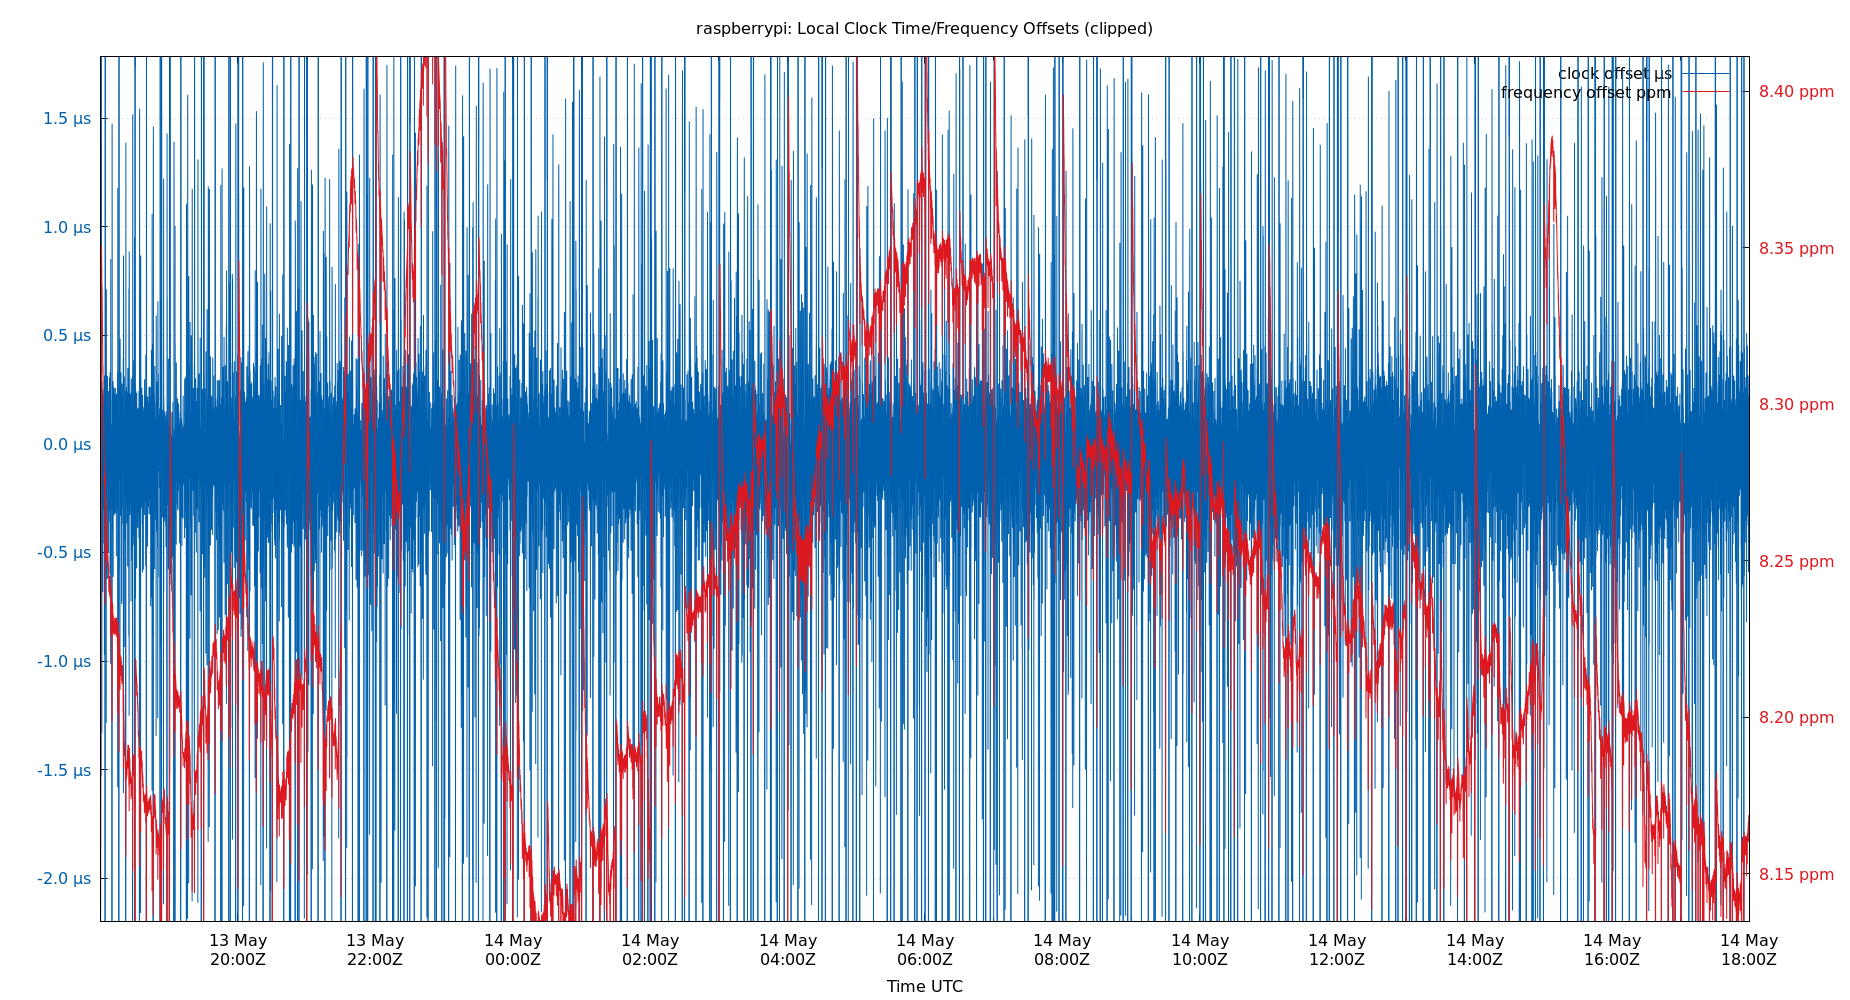 raspberrypi: Local Clock Time/Frequency Offsets (clipped)
clock offset µs
frequency offset ppm
1.5 µs
1.0 µs
0.5 µs
0.0 µs
-0.5 µs
-1.0 µs
-1.5 µs
-2.0 µs
8.40 ppm
8.35 ppm
8.30 ppm
8.25 ppm
8.20 ppm
8.15 ppm
13 May
20:00Z
13 May
22:00Z
14 May
00:00Z
14 May
02:00Z
14 May
04:00Z
14 May
06:00Z
14 May
08:00Z
14 May
10:00Z
14 May
12:00Z
14 May
14:00Z
14 May
16:00Z
14 May
18:00Z
Time UTC